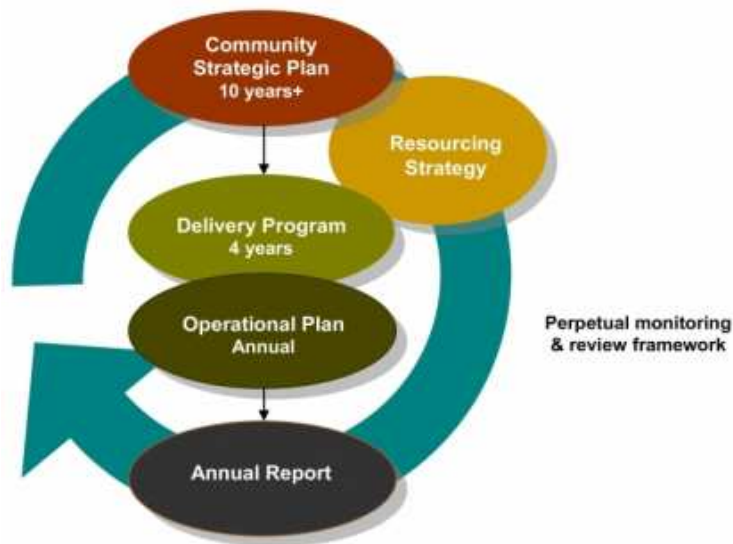 Community
Strategic Plan
10 years+
Resourcing
Strategy
Delivery Program
4 years
Operational Plan
Annual
Perpetual monitoring
& review framework
Annual Report